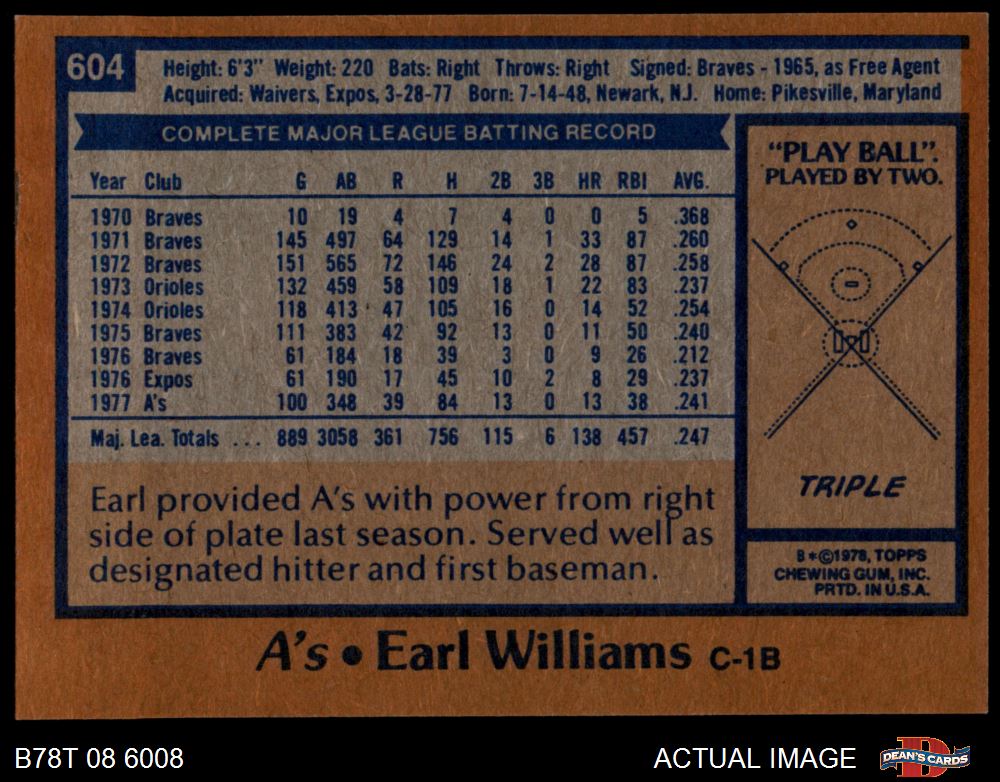 604
Height: 6'3" Weight: 220 Bats: Right Throws: Right Signed: Braves - 1965, as Free Agent
Acquired: Waivers, Expos, 3-28-77 Born: 7-14-48, Newark, N.J. Home: Pikesville, Maryland
COMPLETE MAJOR LEAGUE BATTING RECORD
Year Club G AB R H 2B 3B HR RBI AVG.
1970 Braves 10 19 4 7 4 0 0 5 .368
1971 Braves 145 497 64 129 14 1 33 87 .260
1972 Braves 151 565 72 146 24 2 28 87 .258
1973 Orioles 132 459 58 109 18 1 22 83 .237
1974 Orioles 118 413 47 105 16 0 14 52 .254
1975 Braves 111 383 42 92 13 0 11 50 .240
1976 Braves 61 184 18 39 3 0 9 26 .212
1976 Expos 61 190 17 45 10 2 8 29 .237
1977 A's 100 348 39 84 13 0 13 38 .241
Maj. Lea. Totals ... 889 3058 361 756 115 6 138 457 .247
Earl provided A's with power from right
side of plate last season. Served well as
designated hitter and first baseman.
"PLAY BALL".
PLAYED BY TWO.
TRIPLE
B*©1978, TOPPS
CHEWING GUM, INC.
PRTD. IN U.S.A.
A's • Earl Williams C-1B
B78T 08 6008
ACTUAL IMAGE
D
DEAN'S CARDS